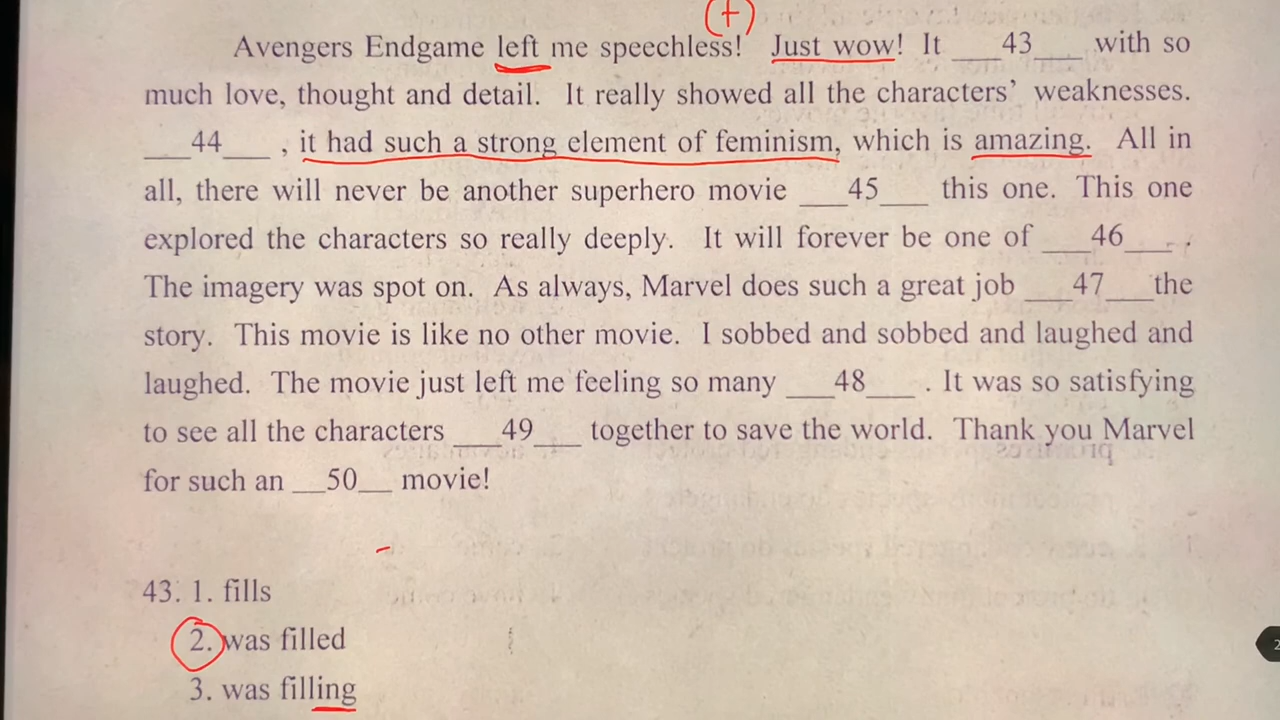 (+)
Avengers Endgame left me speechless! Just wow! It ___43___ with so
much love, thought and detail. It really showed all the characters' weaknesses.
___44___ , it had such a strong element of feminism, which is amazing. All in
all, there will never be another superhero movie ___45___ this one. This one
explored the characters so really deeply. It will forever be one of ___46___ .
The imagery was spot on. As always, Marvel does such a great job ___47___the
story. This movie is like no other movie. I sobbed and sobbed and laughed and
laughed. The movie just left me feeling so many ___48___ . It was so satisfying
to see all the characters ___49___ together to save the world. Thank you Marvel
for such an __50__ movie!
43. 1. fills
2. was filled
3. was filling
2